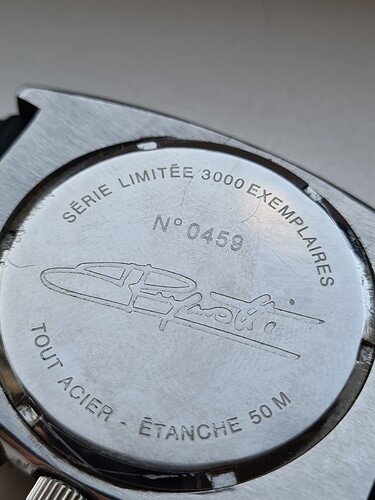 SÉRIE LIMITÉE 3000 EXEMPLAIRES
N° 0459
TOUT ACIER - ÉTANCHE 50 M